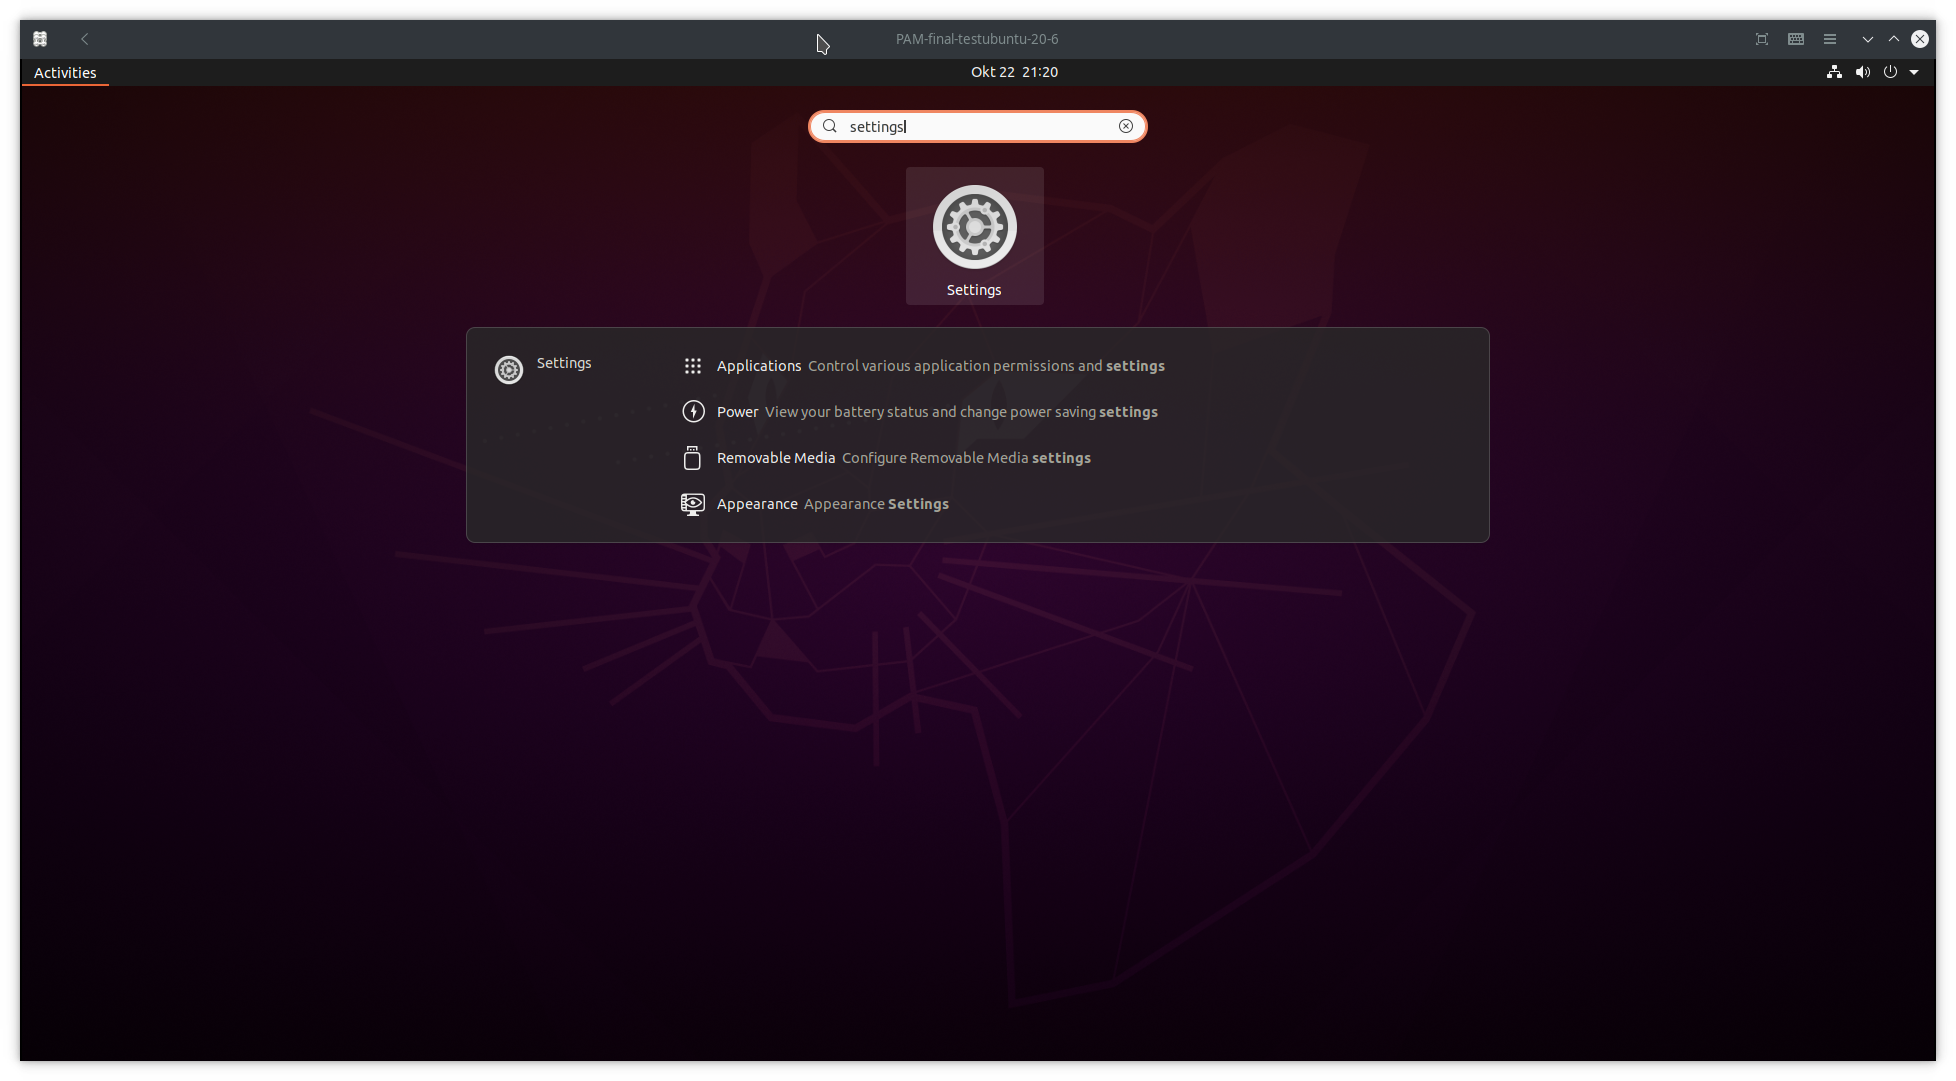 PAM-final-testubuntu-20-6
Activities
Okt 22 21:20
settings
Settings
Settings
Applications Control various application permissions and settings
Power View your battery status and change power saving settings
Removable Media Configure Removable Media settings
Appearance Appearance Settings